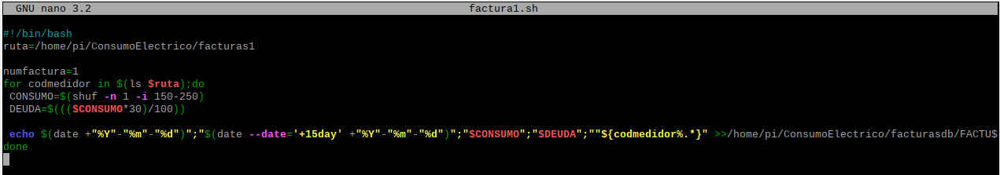 GNU nano 3.2 factura1.sh
#!/bin/bash
ruta=/home/pi/ConsumoElectrico/facturas1
numfactura=1
for codmedidor in $(ls $ruta);do
CONSUMO=$(shuf -n 1 -i 150-250)
DEUDA=$((($CONSUMO*30)/100))
echo $(date +"%Y"-"%m"-"%d")";"$(date --date='+15day' +"%Y"-"%m"-"%d")";"$CONSUMO";"$DEUDA";""${codmedidor%.*}" >>/home/pi/ConsumoElectrico/facturasdb/FACTU$
done